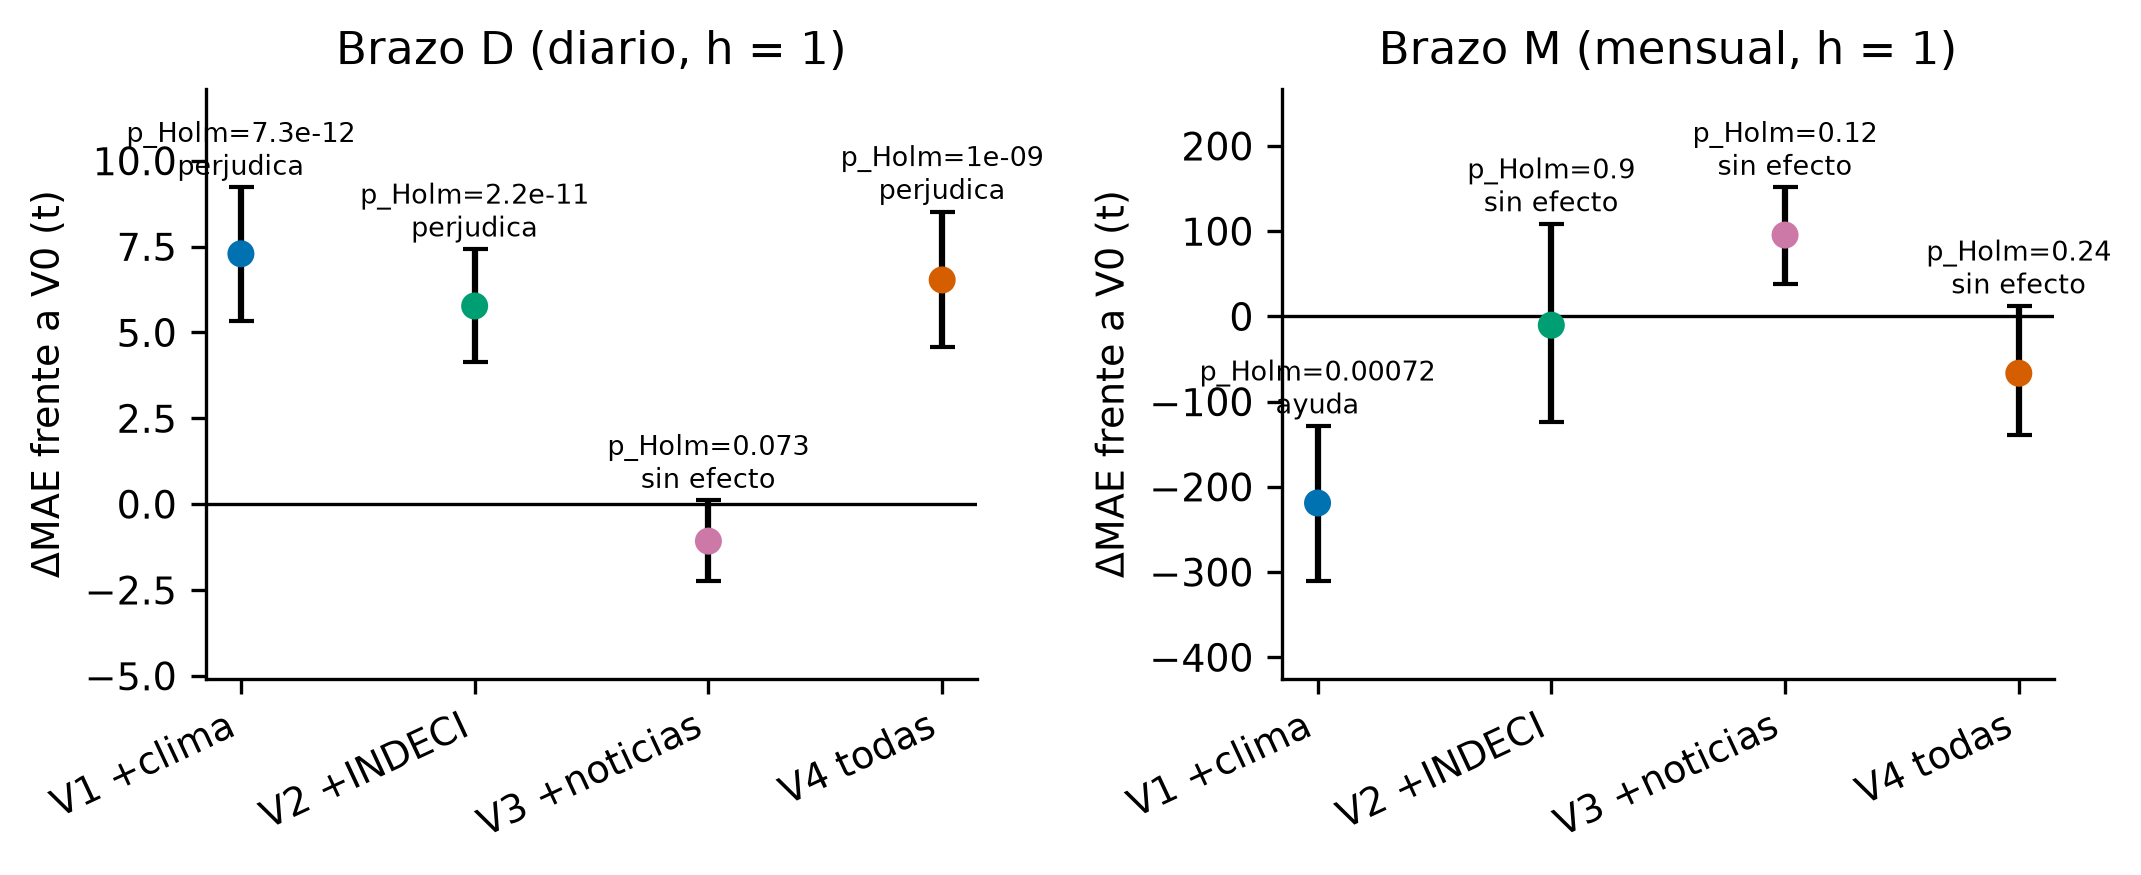 Brazo D (diario, h = 1)
ΔMAE frente a V0 (t)
10.0
7.5
5.0
2.5
0.0
−2.5
−5.0
p_Holm=7.3e-12
perjudica
p_Holm=2.2e-11
perjudica
p_Holm=0.073
sin efecto
p_Holm=1e-09
perjudica
V1 +clima
V2 +INDECI
V3 +noticias
V4 todas
Brazo M (mensual, h = 1)
ΔMAE frente a V0 (t)
200
100
0
−100
−200
−300
−400
p_Holm=0.00072
ayuda
p_Holm=0.9
sin efecto
p_Holm=0.12
sin efecto
p_Holm=0.24
sin efecto
V1 +clima
V2 +INDECI
V3 +noticias
V4 todas